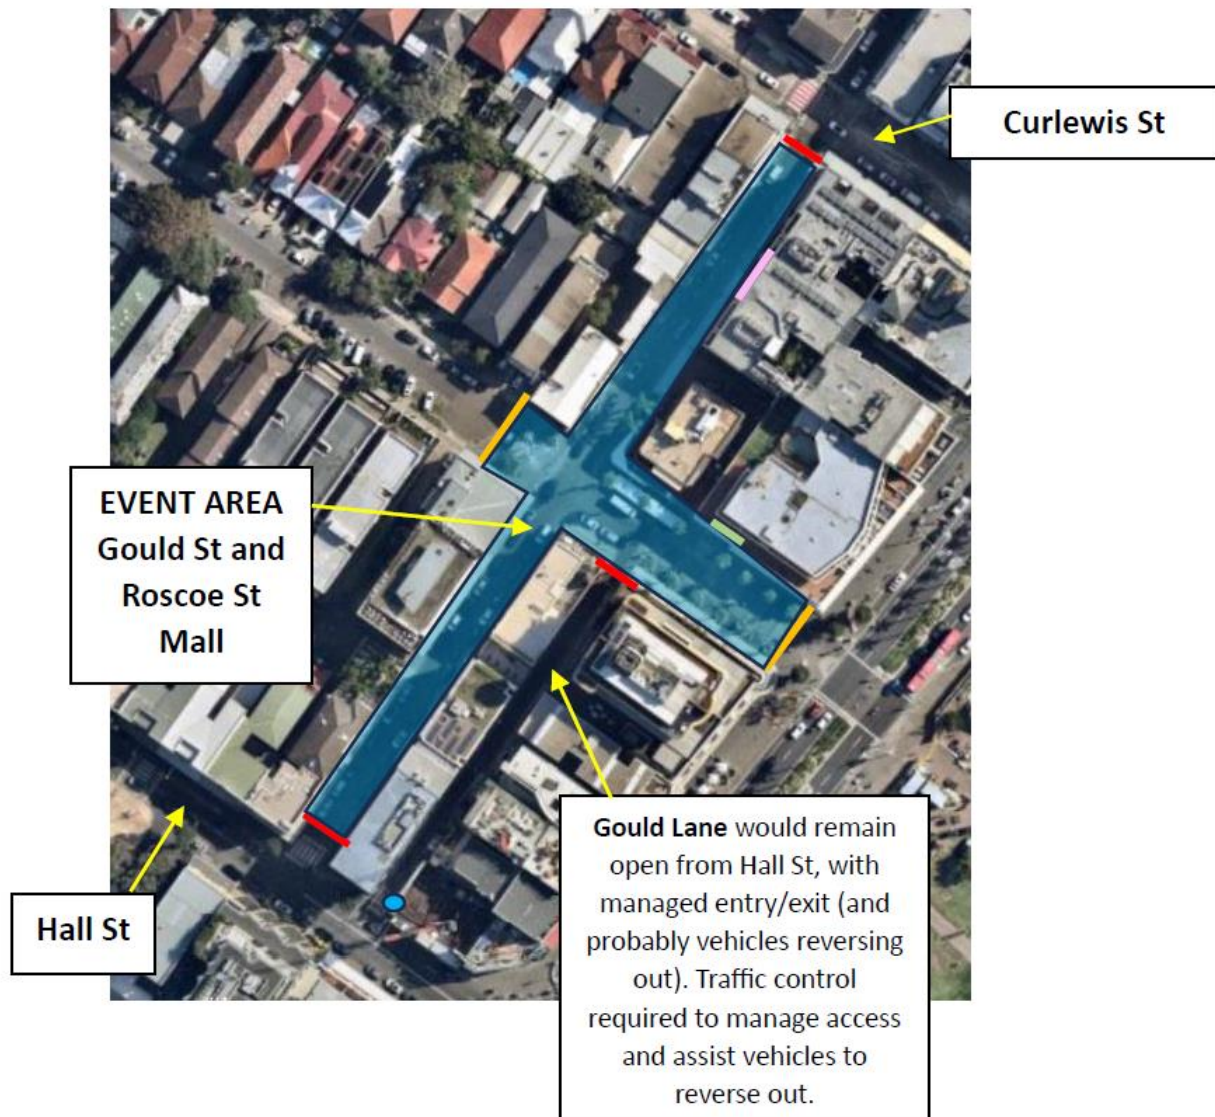 Curlewis St
EVENT AREA
Gould St and
Roscoe St
Mall
Hall St
Gould Lane would remain
open from Hall St, with
managed entry/exit (and
probably vehicles reversing
out). Traffic control
required to manage access
and assist vehicles to
reverse out.